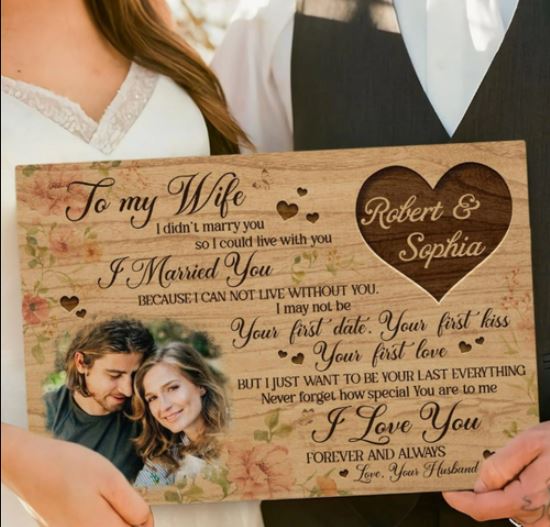 To my Wife
I didn't marry you
so I could live with you
I Married You
BECAUSE I CAN NOT LIVE WITHOUT YOU.
I may not be
Your first date. Your first kiss
Your first love
BUT I JUST WANT TO BE YOUR LAST EVERYTHING
Never forget how special You are to me
I Love You
FOREVER AND ALWAYS
Love, Your Husband
Robert &
Sophia